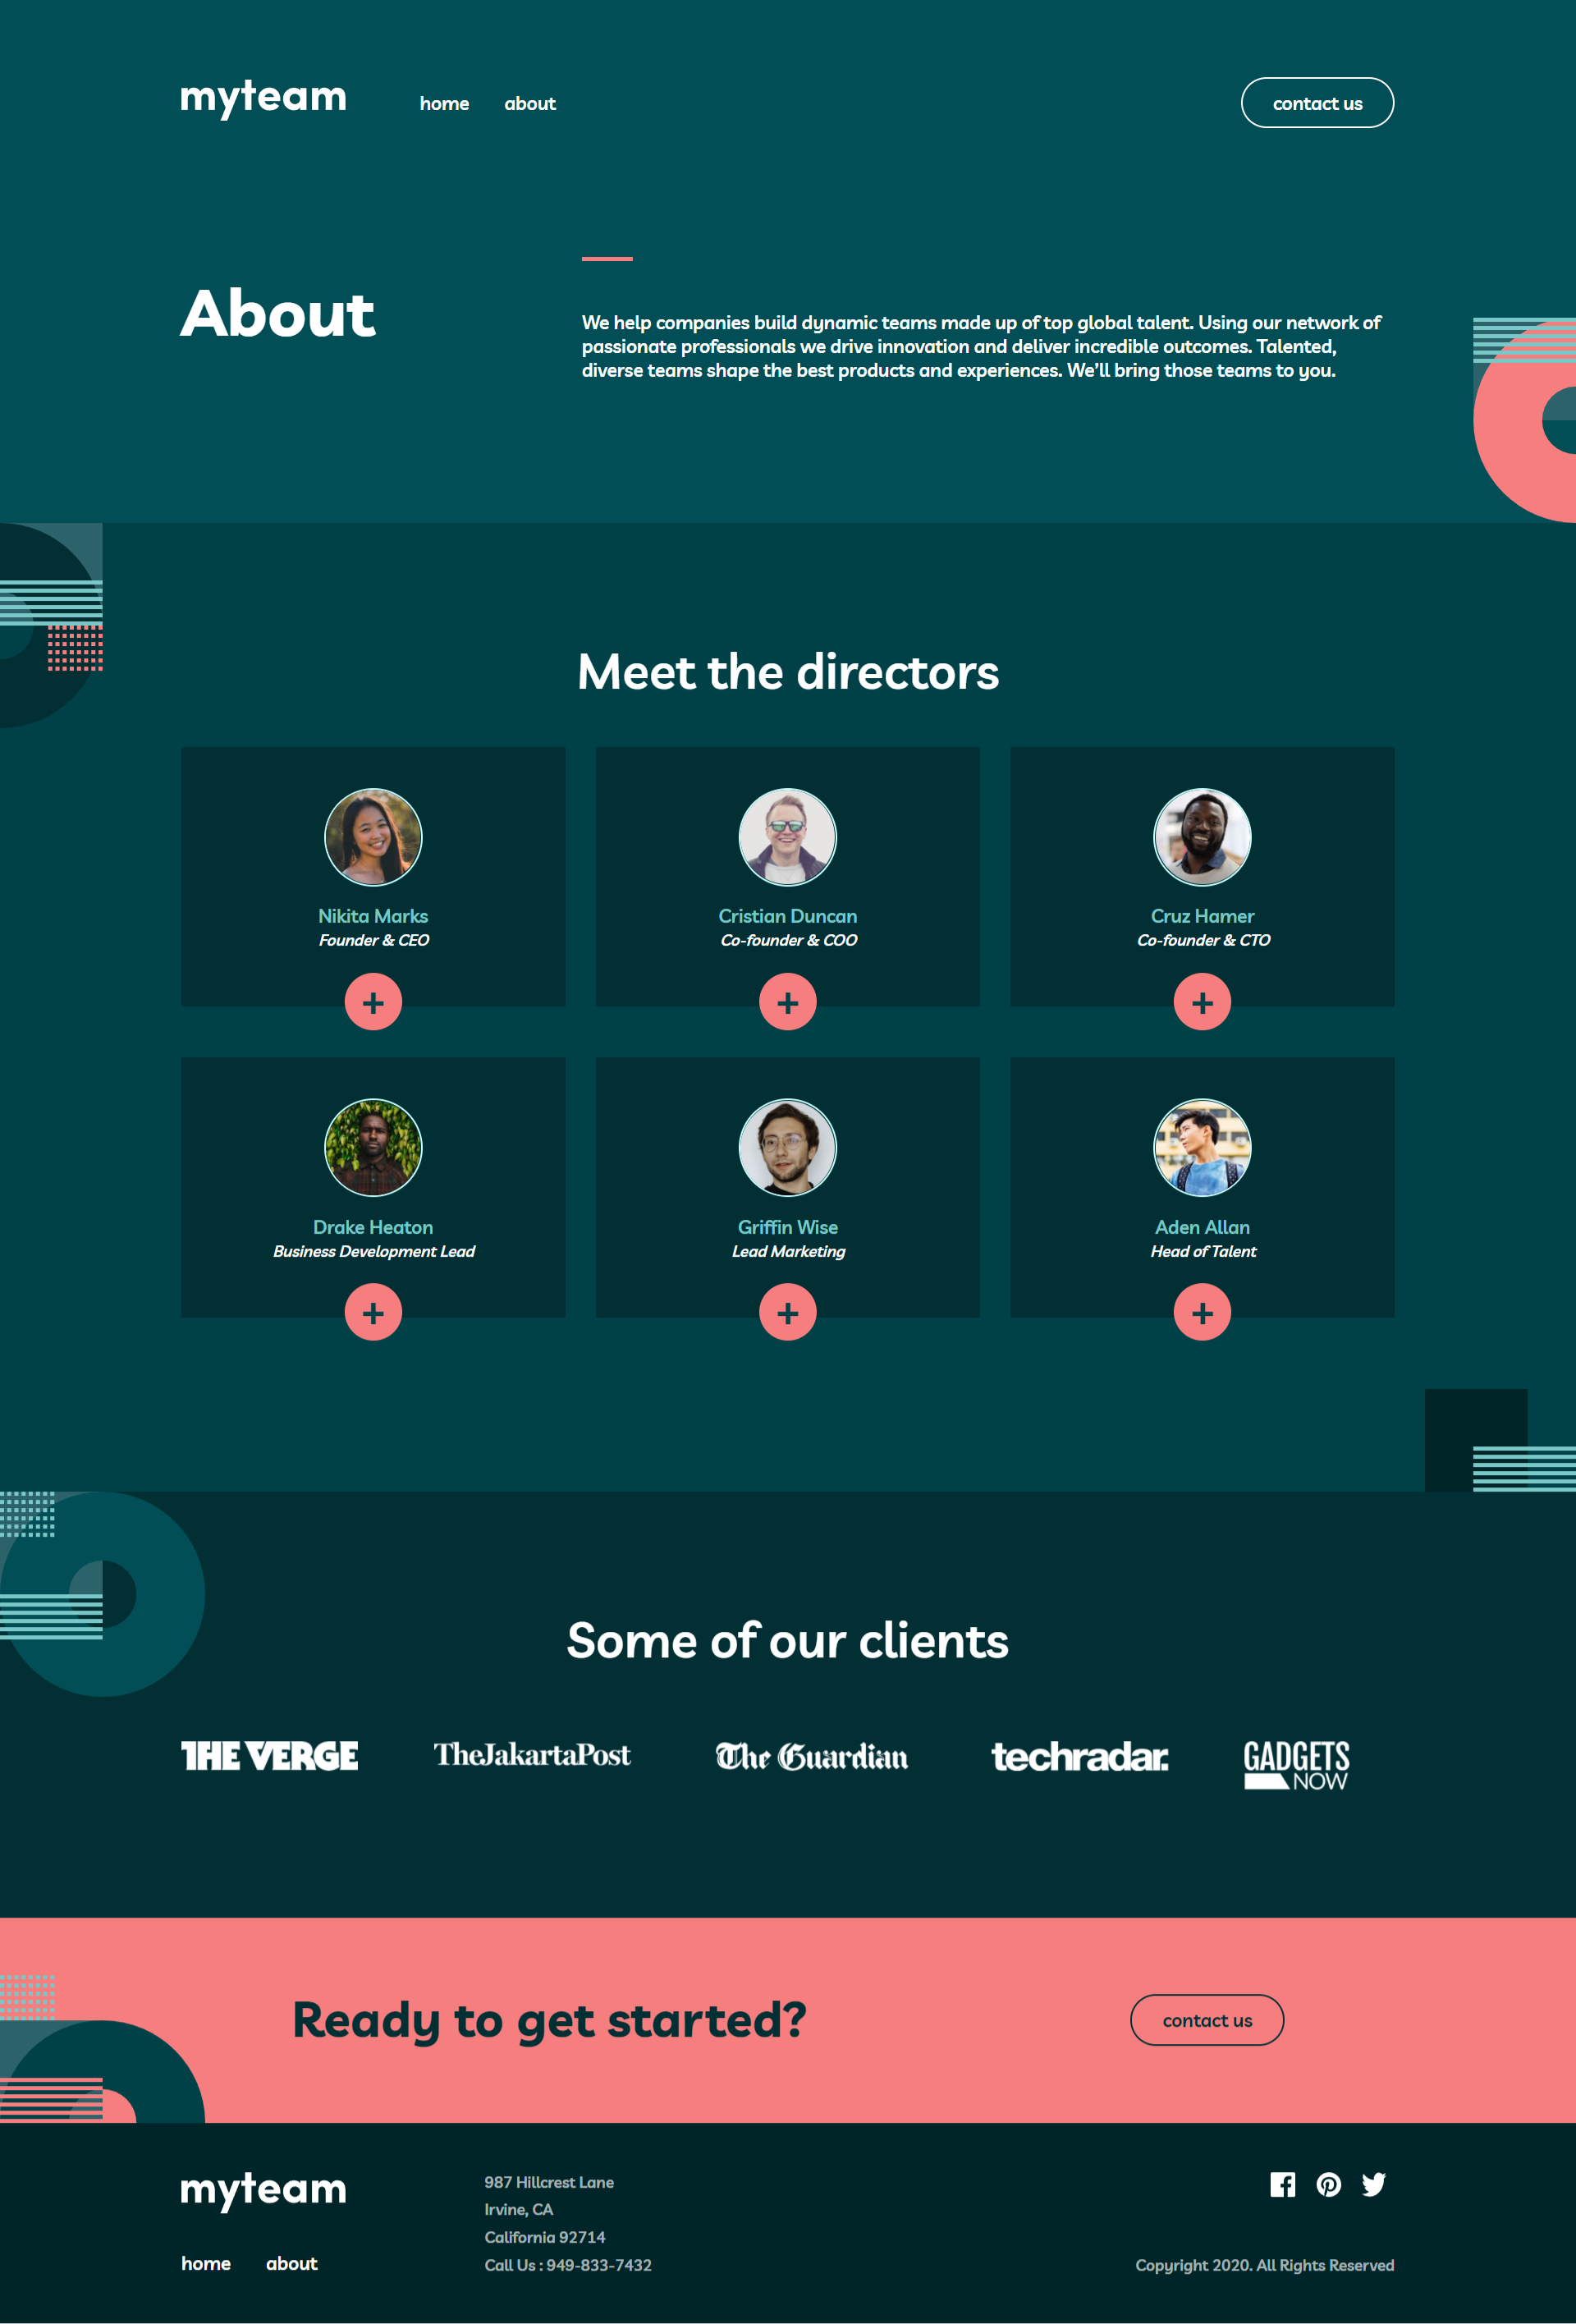 myteam
home about
contact us
About
We help companies build dynamic teams made up of top global talent. Using our network of
passionate professionals we drive innovation and deliver incredible outcomes. Talented,
diverse teams shape the best products and experiences. We’ll bring those teams to you.
Meet the directors
Nikita Marks
Founder & CEO
+
Cristian Duncan
Co-founder & COO
+
Cruz Hamer
Co-founder & CTO
+
Drake Heaton
Business Development Lead
+
Griffin Wise
Lead Marketing
+
Aden Allan
Head of Talent
+
Some of our clients
THE VERGE
TheJakartaPost
The Guardian
techradar.
GADGETS
NOW
Ready to get started?
contact us
myteam
home about
987 Hillcrest Lane
Irvine, CA
California 92714
Call Us : 949-833-7432
Copyright 2020. All Rights Reserved